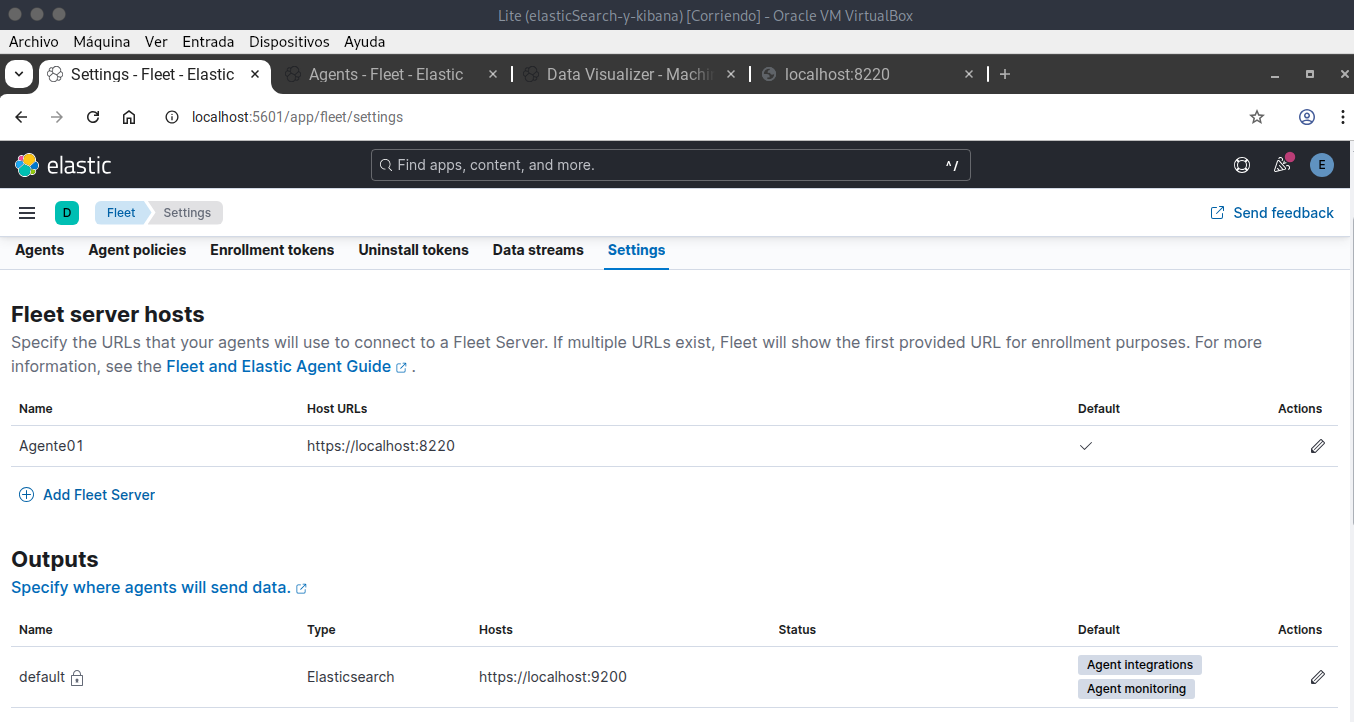 Lite (elasticSearch-y-kibana) [Corriendo] - Oracle VM VirtualBox
Archivo Máquina Ver Entrada Dispositivos Ayuda
Settings - Fleet - Elastic Agents - Fleet - Elastic Data Visualizer - Machi localhost:8220
localhost:5601/app/fleet/settings
elastic Find apps, content, and more. ^/ E
D Fleet Settings Send feedback
Agents Agent policies Enrollment tokens Uninstall tokens Data streams Settings
Fleet server hosts
Specify the URLs that your agents will use to connect to a Fleet Server. If multiple URLs exist, Fleet will show the first provided URL for enrollment purposes. For more
information, see the Fleet and Elastic Agent Guide .
Name Host URLs Default Actions
Agente01 https://localhost:8220
Add Fleet Server
Outputs
Specify where agents will send data.
Name Type Hosts Status Default Actions
default Elasticsearch https://localhost:9200 Agent integrations
Agent monitoring